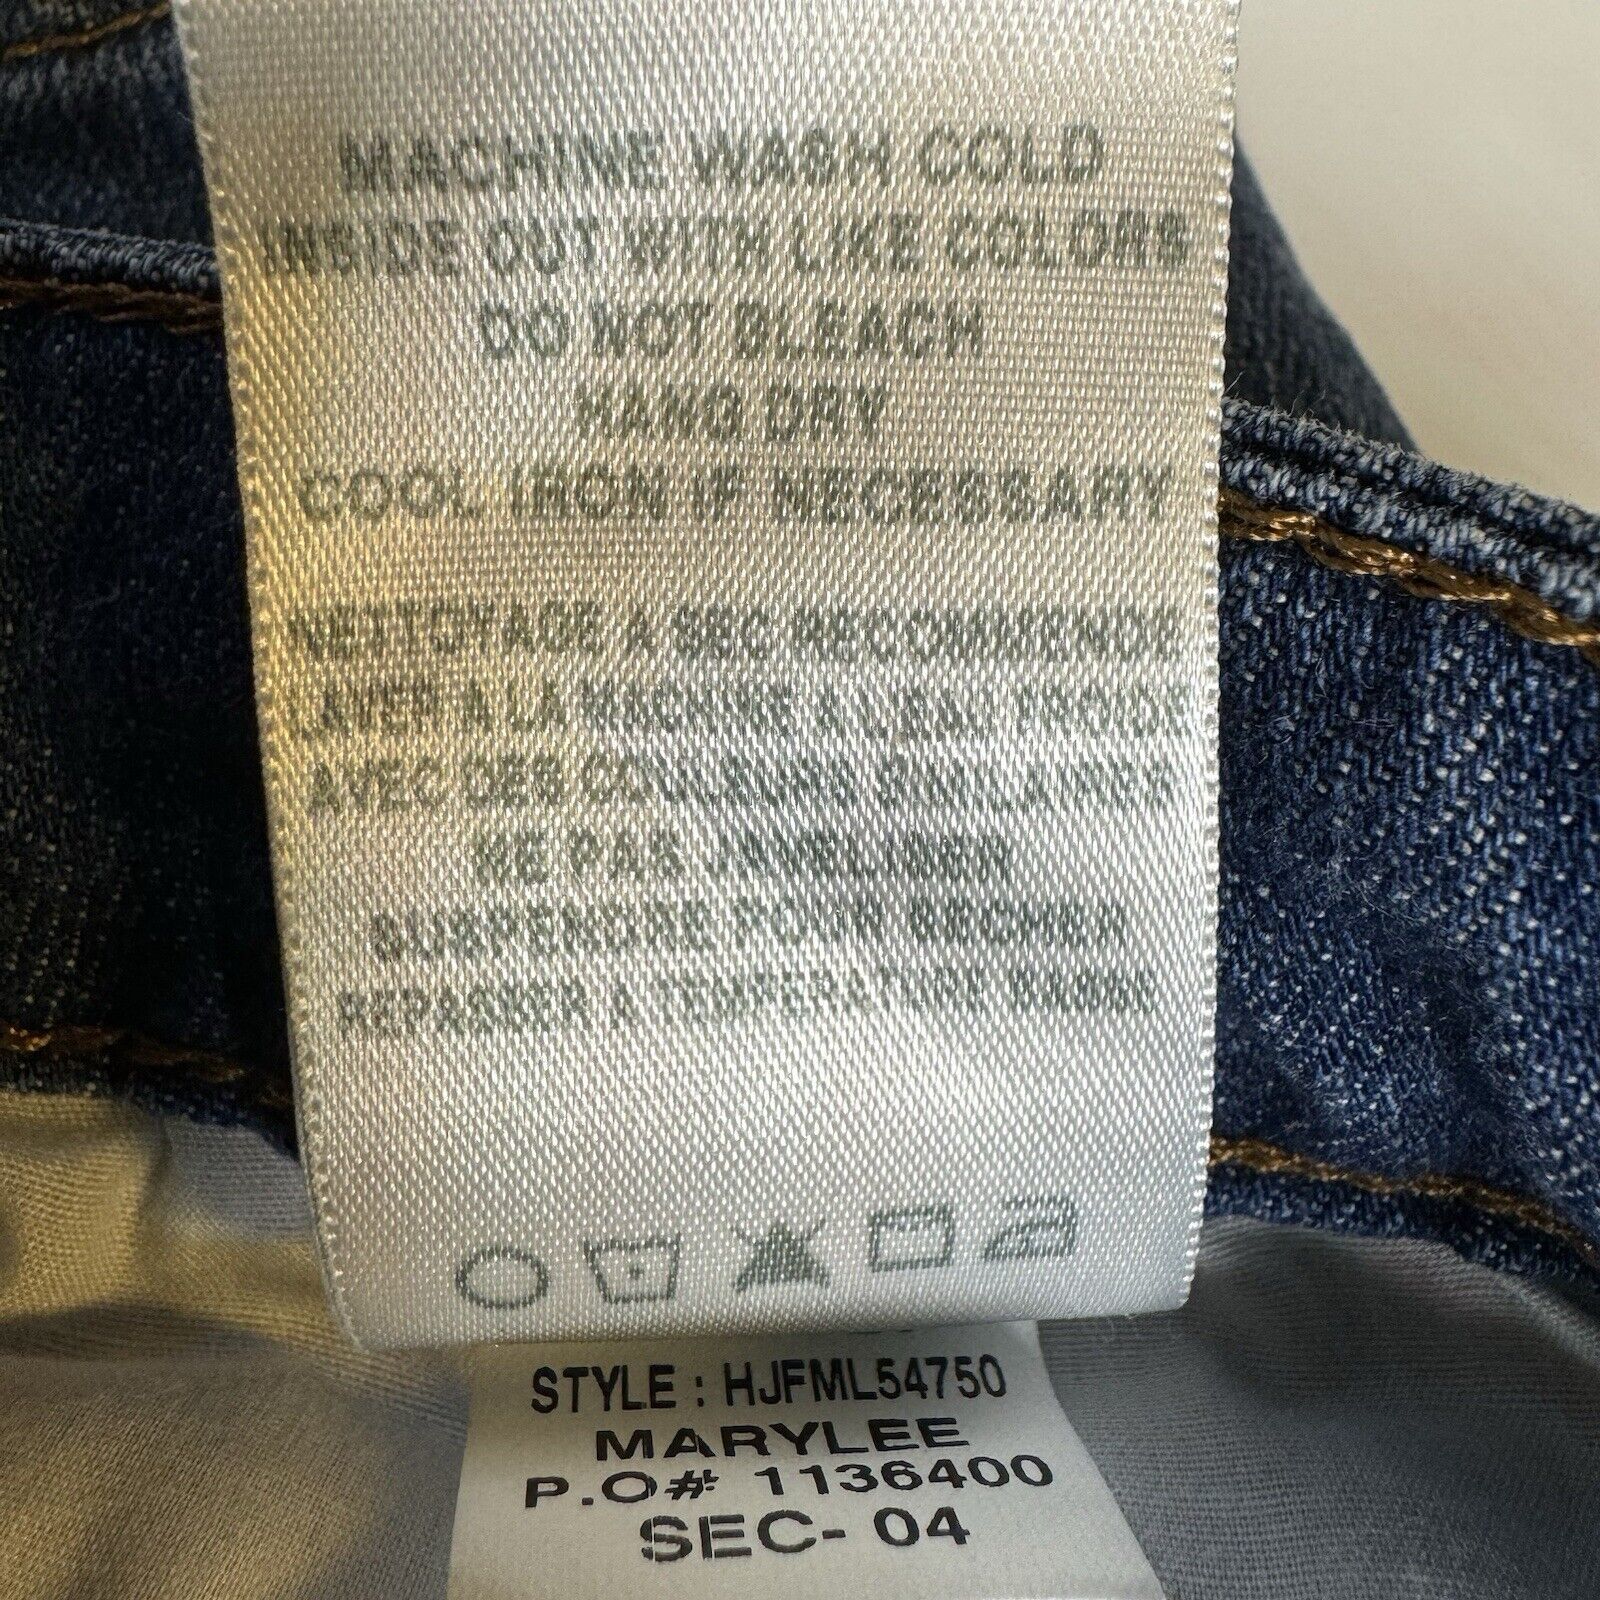 MACHINE WASH COLD
INSIDE OUT WITH LIKE COLORS
DO NOT BLEACH
HANG DRY
COOL IRON IF NECESSARY
NETTOYAGE A SEC RECOMMENDE
LAVER A LA MACHINE A L'EAU FROIDE
AVEC DES COULEURS SIMILAIRES
NE PAS JAVELLISER
SUSPENDRE POUR SECHER
REPASSER A TEMPERATURE
STYLE : HJFML54750
MARYLEE
P.O# 1136400
SEC- 04